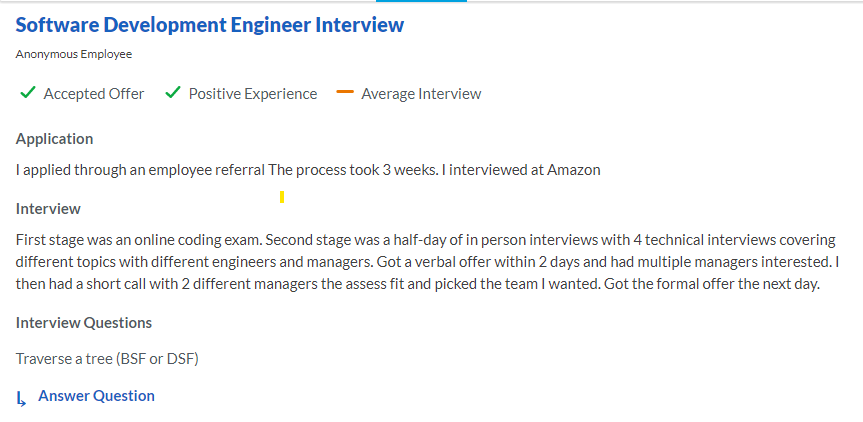 Software Development Engineer Interview
Anonymous Employee
Accepted Offer Positive Experience Average Interview
Application
I applied through an employee referral The process took 3 weeks. I interviewed at Amazon
Interview
First stage was an online coding exam. Second stage was a half-day of in person interviews with 4 technical interviews covering
different topics with different engineers and managers. Got a verbal offer within 2 days and had multiple managers interested. I
then had a short call with 2 different managers the assess fit and picked the team I wanted. Got the formal offer the next day.
Interview Questions
Traverse a tree (BSF or DSF)
Answer Question